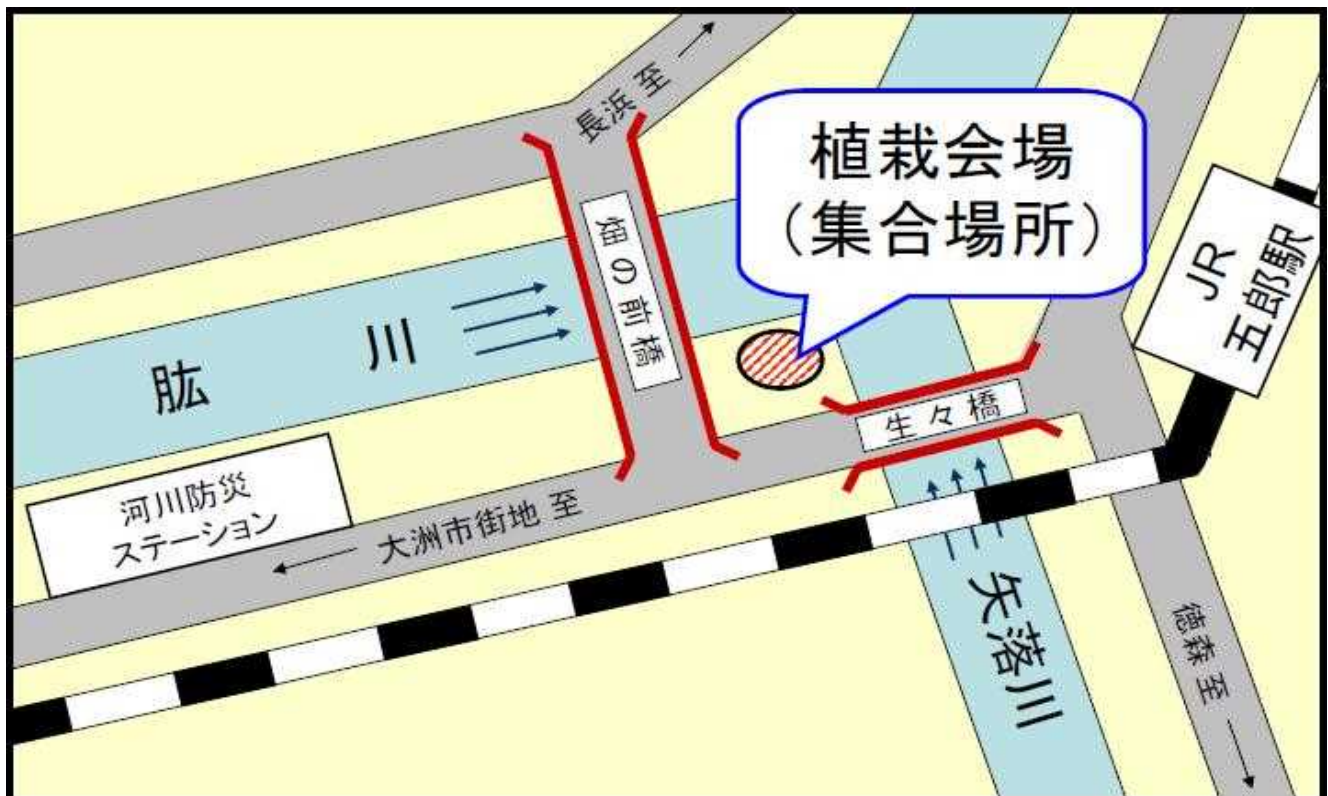 長浜 至
植栽会場
（集合場所）
JR
五郎駅
畑の前橋
肱川
生々橋
河川防災
ステーション
大洲市街地 至
矢落川
徳森 至